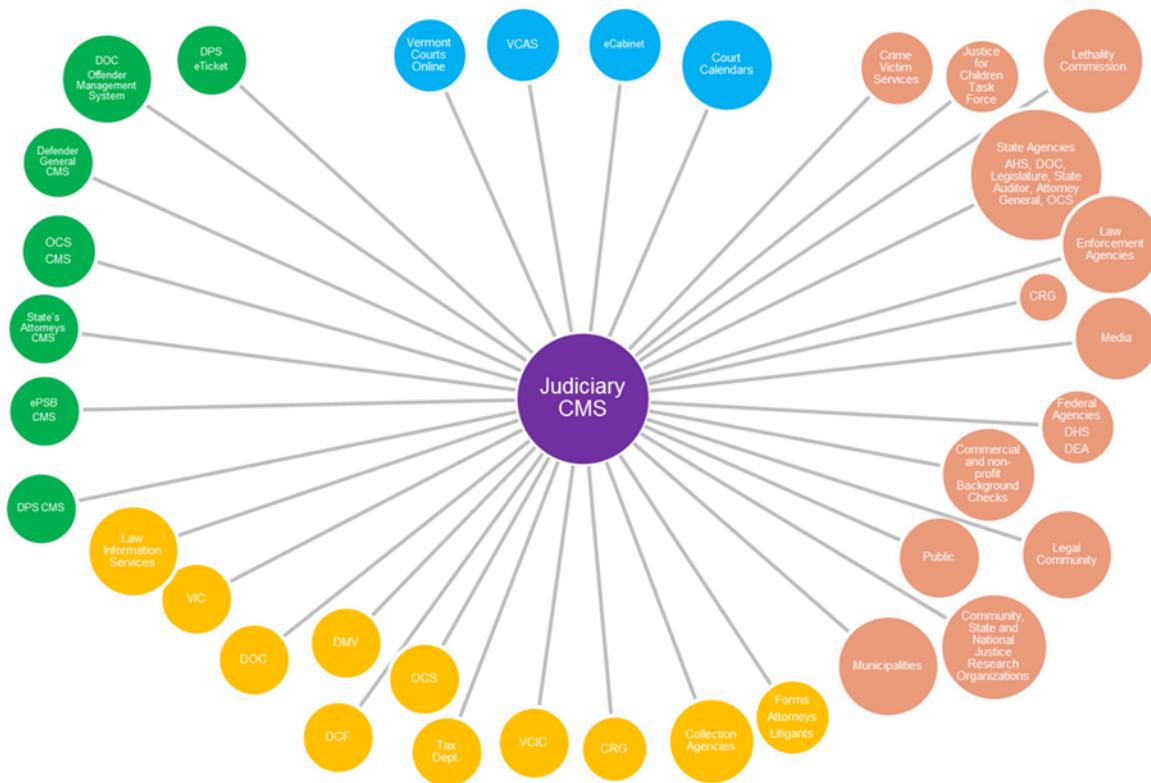 DOC
Offender
Management
System
DPS
eTicket
Vermont
Courts
Online
VCAS
eCabinet
Court
Calendars
Crime
Victim
Services
Justice
for
Children
Task
Force
Lethality
Commission
Defender
General
CMS
State Agencies
AHS, DOC,
Legislature, State
Auditor, Attorney
General, OCS
OCS
CMS
Law
Enforcement
Agencies
CRG
State's
Attorneys
CMS
Media
Judiciary
CMS
ePSB
CMS
Federal
Agencies
DHS
DEA
Commercial
and non-
profit
Background
Checks
DPS CMS
Law
Information
Services
Public
Legal
Community
VIC
DOC
DMV
OCS
Municipalities
Community,
State and
National
Justice
Research
Organizations
DCF
Tax
Dept.
VCIC
CRG
Collection
Agencies
Forms
Attorneys
Litigants